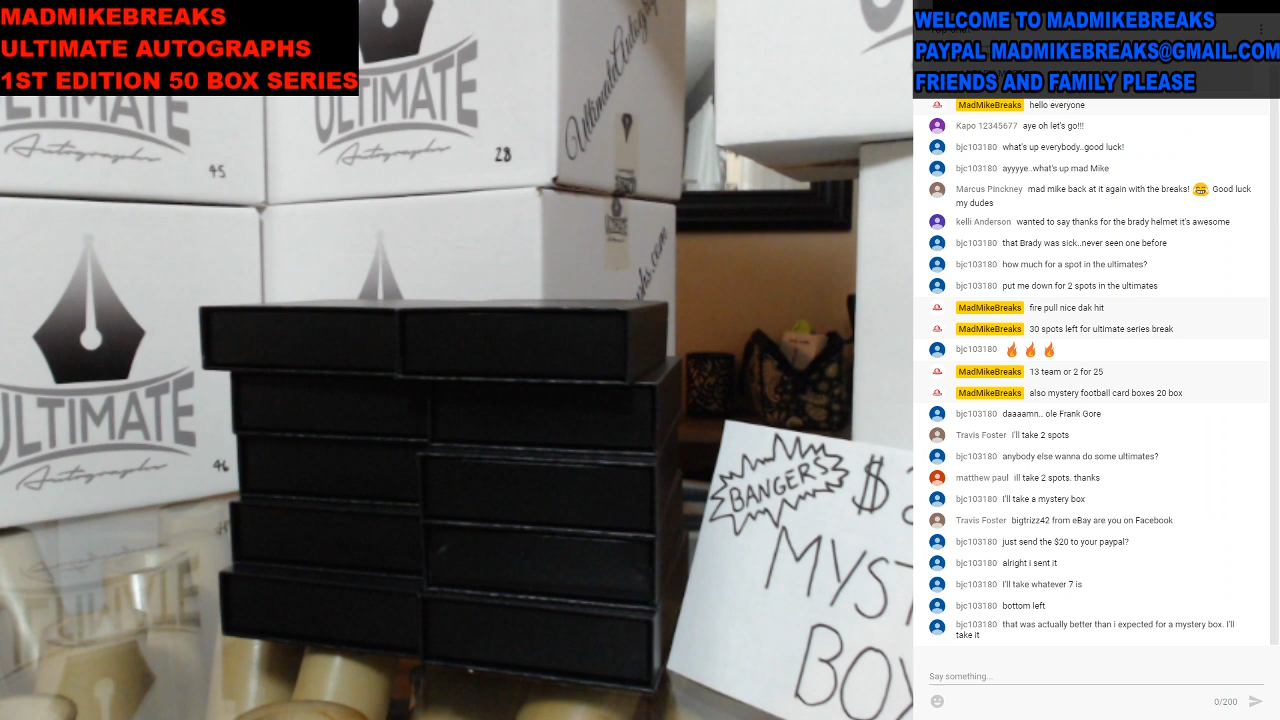 MADMIKEBREAKS
ULTIMATE AUTOGRAPHS
1ST EDITION 50 BOX SERIES
WELCOME TO MADMIKEBREAKS
PAYPAL MADMIKEBREAKS@GMAIL.COM
FRIENDS AND FAMILY PLEASE
ULTIMATE
Autographs
45
ULTIMATE
Autographs
28
UltimateAutographs
ULTIMATE
Autographs
46
BANGERS
$
MYST
BOX
MadMikeBreaks hello everyone
Kapo 12345677 aye oh let's go!!!
bjc103180 what's up everybody..good luck!
bjc103180 ayyyye..what's up mad Mike
Marcus Pinckney mad mike back at it again with the breaks! 😂 Good luck
my dudes
kelli Anderson wanted to say thanks for the brady helmet it's awesome
bjc103180 that Brady was sick..never seen one before
bjc103180 how much for a spot in the ultimates?
bjc103180 put me down for 2 spots in the ultimates
MadMikeBreaks fire pull nice dak hit
MadMikeBreaks 30 spots left for ultimate series break
bjc103180 🔥 🔥 🔥
MadMikeBreaks 13 team or 2 for 25
MadMikeBreaks also mystery football card boxes 20 box
bjc103180 daaaamn.. ole Frank Gore
Travis Foster I'll take 2 spots
bjc103180 anybody else wanna do some ultimates?
matthew paul ill take 2 spots. thanks
bjc103180 I'll take a mystery box
Travis Foster bigtrizz42 from eBay are you on Facebook
bjc103180 just send the $20 to your paypal?
bjc103180 alright i sent it
bjc103180 I'll take whatever 7 is
bjc103180 bottom left
bjc103180 that was actually better than i expected for a mystery box. I'll
take it
Say something...
0/200